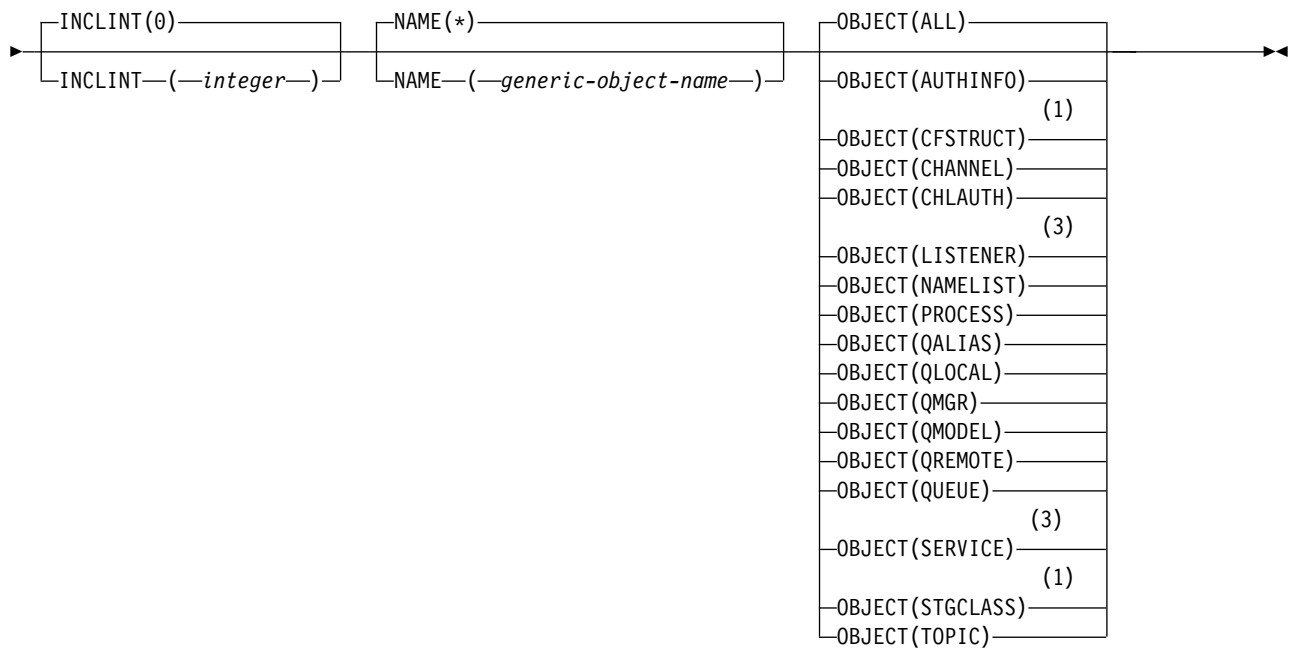 INCLINT(0) NAME(*) OBJECT(ALL)
INCLINT ( integer ) NAME ( generic-object-name ) OBJECT(AUTHINFO)
(1)
OBJECT(CFSTRUCT)
OBJECT(CHANNEL)
OBJECT(CHLAUTH)
(3)
OBJECT(LISTENER)
OBJECT(NAMELIST)
OBJECT(PROCESS)
OBJECT(QALIAS)
OBJECT(QLOCAL)
OBJECT(QMGR)
OBJECT(QMODEL)
OBJECT(QREMOTE)
OBJECT(QUEUE)
(3)
OBJECT(SERVICE)
(1)
OBJECT(STGCLASS)
OBJECT(TOPIC)